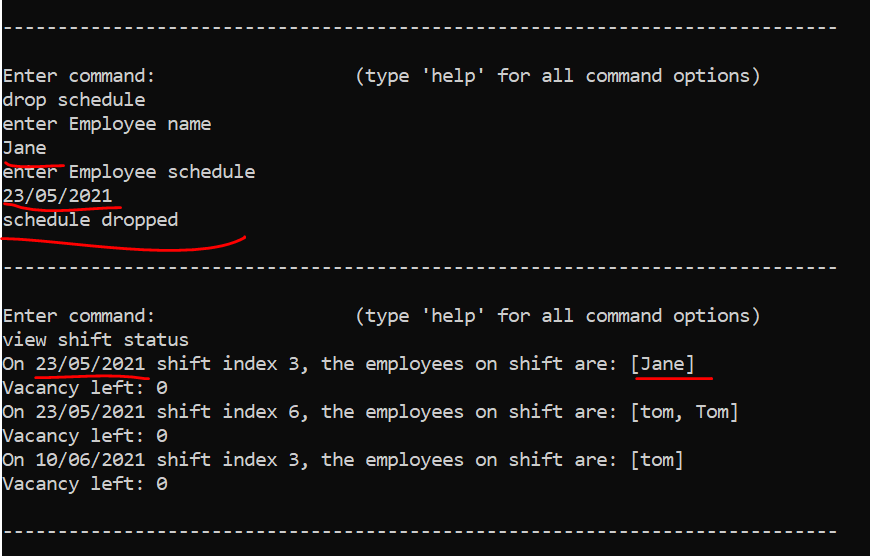 --------------------------------------------------------------------------
Enter command: (type 'help' for all command options)
drop schedule
enter Employee name
Jane
enter Employee schedule
23/05/2021
schedule dropped
--------------------------------------------------------------------------
Enter command: (type 'help' for all command options)
view shift status
On 23/05/2021 shift index 3, the employees on shift are: [Jane]
Vacancy left: 0
On 23/05/2021 shift index 6, the employees on shift are: [tom, Tom]
Vacancy left: 0
On 10/06/2021 shift index 3, the employees on shift are: [tom]
Vacancy left: 0
--------------------------------------------------------------------------